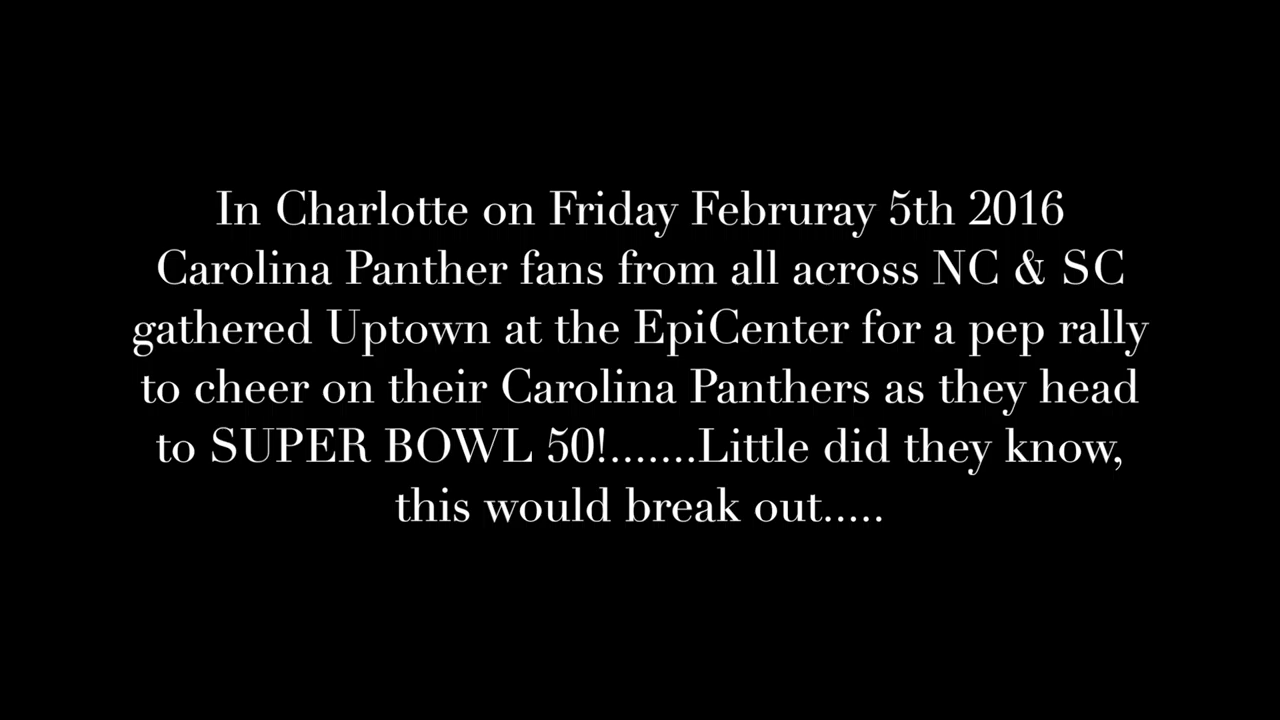 In Charlotte on Friday Februray 5th 2016
Carolina Panther fans from all across NC & SC
gathered Uptown at the EpiCenter for a pep rally
to cheer on their Carolina Panthers as they head
to SUPER BOWL 50!.......Little did they know,
this would break out.....